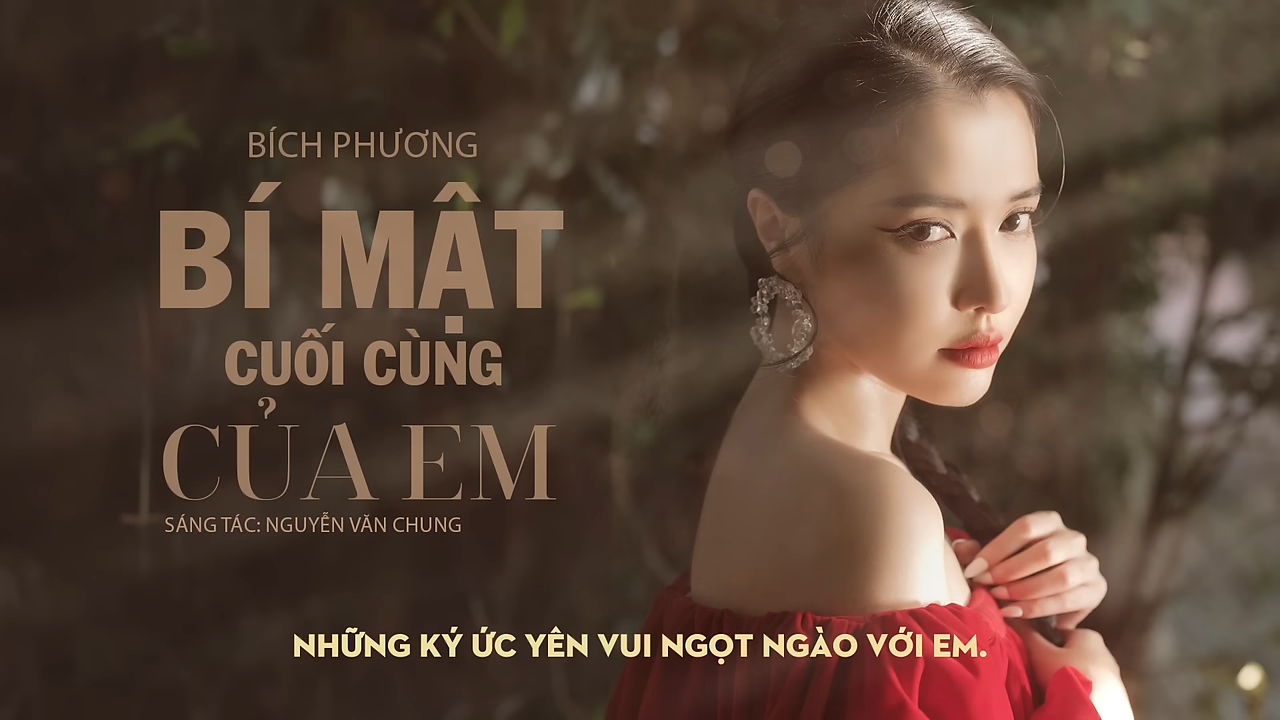 BÍCH PHƯƠNG
BÍ MẬT
CUỐI CÙNG
CỦA EM
SÁNG TÁC: NGUYỄN VĂN CHUNG
NHỮNG KÝ ỨC YÊN VUI NGỌT NGÀO VỚI EM.